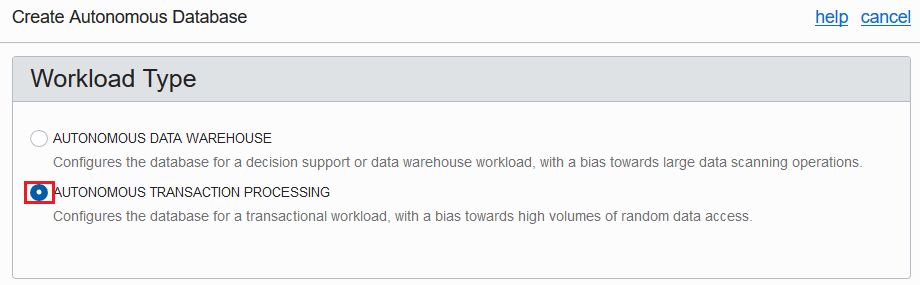 Create Autonomous Database help cancel
Workload Type
AUTONOMOUS DATA WAREHOUSE
Configures the database for a decision support or data warehouse workload, with a bias towards large data scanning operations.
AUTONOMOUS TRANSACTION PROCESSING
Configures the database for a transactional workload, with a bias towards high volumes of random data access.